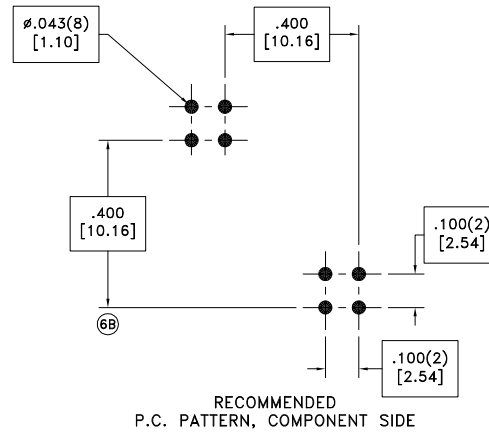 ø.043(8)
[1.10]
.400
[10.16]
.400
[10.16]
.100(2)
[2.54]
6B
.100(2)
[2.54]
RECOMMENDED
P.C. PATTERN, COMPONENT SIDE